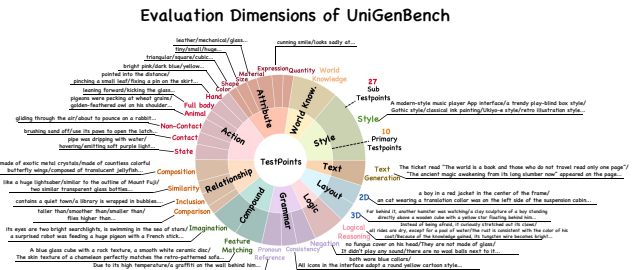 Evaluation Dimensions of UniGenBench
leather/mechanical/glass...
tiny/small/huge...
triangular/square/cubic...
bright pink/dark blue/yellow...
pointed into the distance/
pinching a small leaf/fixing a pin on the skirt...
leaning forward/kicking the glass...
pigeons were pecking at wheat grains/
golden-feathered owl on his shoulder...
gliding through the air/about to pounce on a rabbit...
brushing sand off/use its paws to open the latch...
pipe was dripping with water/
hovering/emitting soft purple light...
made of exotic metal crystals/made of countless colorful
butterfly wings/composed of translucent jellyfish...
like a huge lightsaber/similar to the outline of Mount Fuji/
two similar transparent glass bottles...
contains a quiet town/a library is wrapped in bubbles...
taller than/smoother than/smaller than/
flies higher than...
its eyes are two bright searchlights, is swimming in the sea of stars/
a surprised robot was feeding a huge pigeon with a French stick...
A blue glass cube with a rock texture, a smooth white ceramic disc/
The skin texture of a chameleon perfectly matches the retro-patterned sofa...
Due to its high temperature/a graffiti on the wall behind him...
cunning smile/looks sadly at...
Expression
Quantity
World
Knowledge
Material
Size
Shape
Color
Hand
Full body
Animal
Non-Contact
Contact
State
Composition
Similarity
Inclusion
Comparison
Imagination
Feature
Matching
Pronoun
Reference
Consistency
Negation
Logical
Reasoning
3D
2D
Text
Generation
Style
27
Sub
Testpoints
10
Primary
Testpoints
TestPoints
Attribute
World Know.
Style
Text
Layout
Logic
Grammar
Compound
Relationship
Action
A modern-style music player App interface/a trendy play-blind box style/
Gothic style/classical ink painting/Ukiyo-e style/retro illustration style...
The ticket read "The world is a book and those who do not travel read only one page"/
"The ancient magic awakening from its long slumber now" appeared on the page...
a boy in a red jacket in the center of the frame/
an cat wearing a translation collar was on the left side of the suspension cabin...
Far behind it, another hamster was watching/a clay sculpture of a boy standing
directly above a wooden cube with a yellow star floating behind him...
Instead of being afraid, it curiously stretched out its claws/
all rides are dry, except for a pool of water/the rust is consistent with the color of his
coat/Because of the knowledge gained, its tungsten wire becomes bright...
no fungus cover on his head/They are not made of glass/
It didn't play any sound/there are no wool balls next to it...
both wore blue collars/
All icons in the interface adopt a round yellow cartoon style...